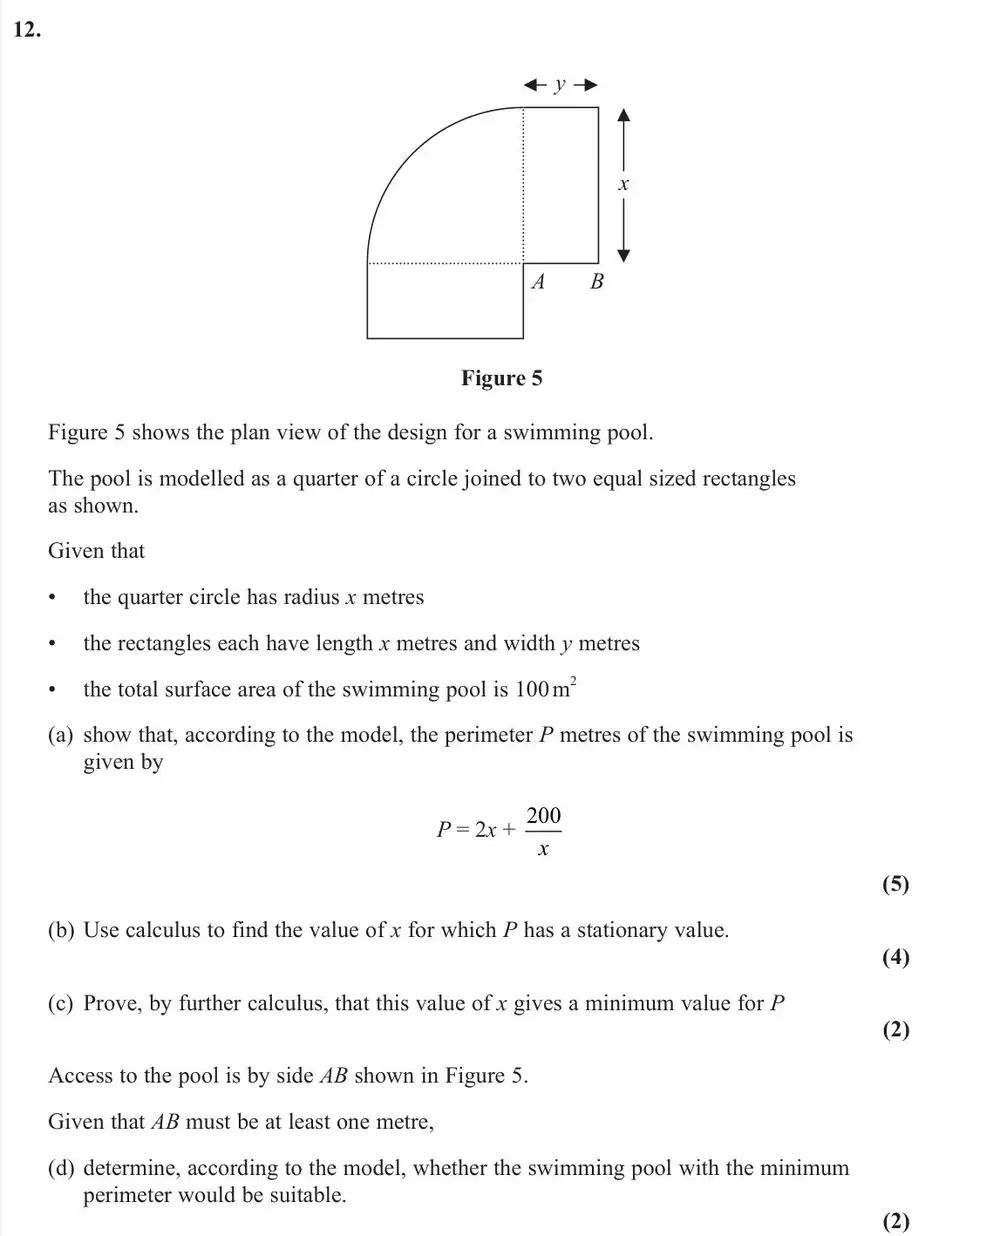 12.
y
x
A B
Figure 5
Figure 5 shows the plan view of the design for a swimming pool.
The pool is modelled as a quarter of a circle joined to two equal sized rectangles
as shown.
Given that
• the quarter circle has radius x metres
• the rectangles each have length x metres and width y metres
• the total surface area of the swimming pool is 100 m²
(a) show that, according to the model, the perimeter P metres of the swimming pool is
given by
P = 2x + 200/x
(5)
(b) Use calculus to find the value of x for which P has a stationary value.
(4)
(c) Prove, by further calculus, that this value of x gives a minimum value for P
(2)
Access to the pool is by side AB shown in Figure 5.
Given that AB must be at least one metre,
(d) determine, according to the model, whether the swimming pool with the minimum
perimeter would be suitable.
(2)